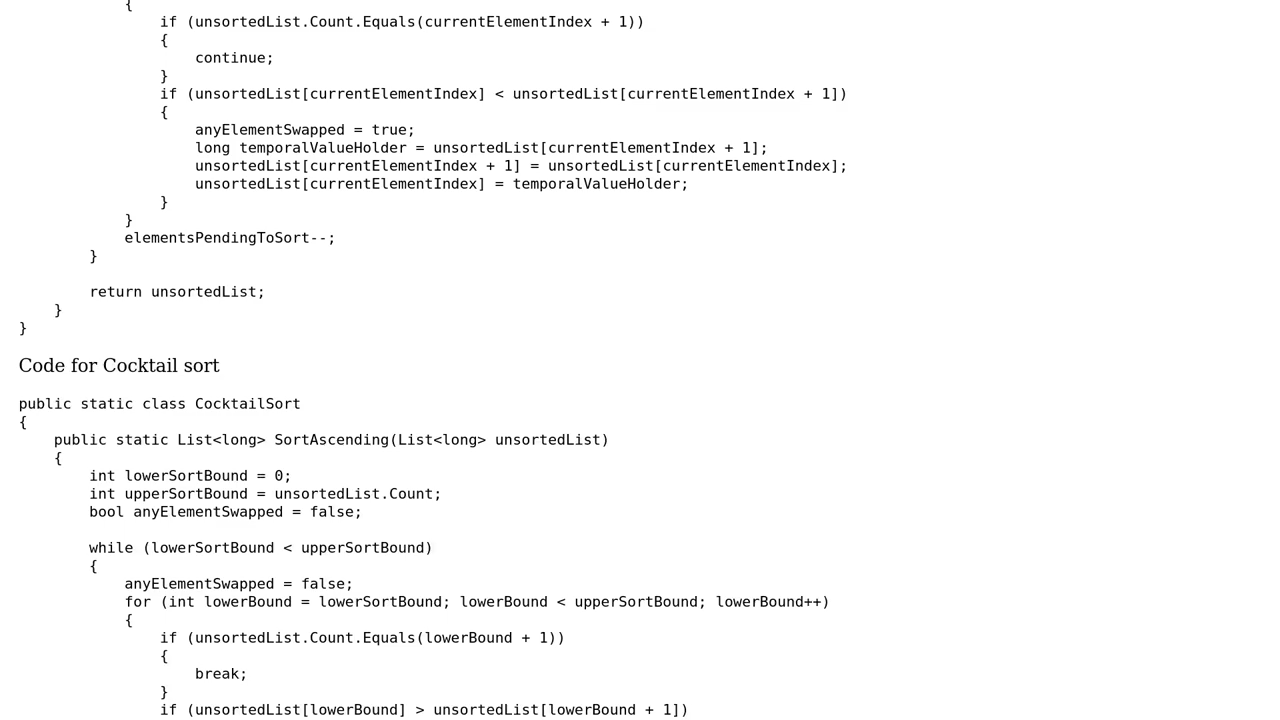 {
if (unsortedList.Count.Equals(currentElementIndex + 1))
{
continue;
}
if (unsortedList[currentElementIndex] < unsortedList[currentElementIndex + 1])
{
anyElementSwapped = true;
long temporalValueHolder = unsortedList[currentElementIndex + 1];
unsortedList[currentElementIndex + 1] = unsortedList[currentElementIndex];
unsortedList[currentElementIndex] = temporalValueHolder;
}
}
elementsPendingToSort--;
}
return unsortedList;
}
}
Code for Cocktail sort
public static class CocktailSort
{
public static List<long> SortAscending(List<long> unsortedList)
{
int lowerSortBound = 0;
int upperSortBound = unsortedList.Count;
bool anyElementSwapped = false;
while (lowerSortBound < upperSortBound)
{
anyElementSwapped = false;
for (int lowerBound = lowerSortBound; lowerBound < upperSortBound; lowerBound++)
{
if (unsortedList.Count.Equals(lowerBound + 1))
{
break;
}
if (unsortedList[lowerBound] > unsortedList[lowerBound + 1])